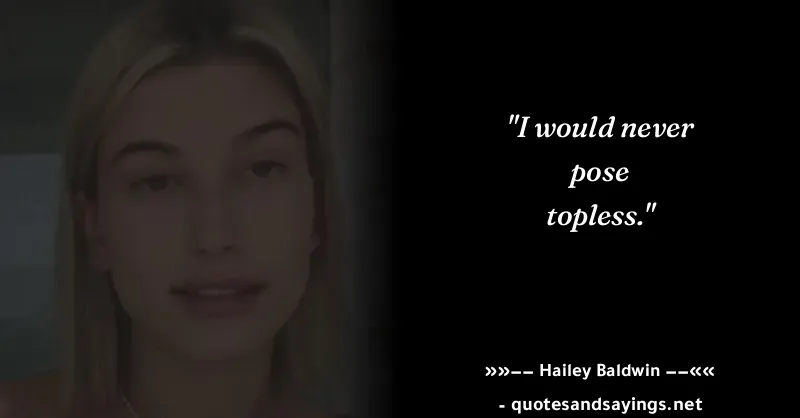 "I would never
pose
topless."
»»–– Hailey Baldwin ––««
- quotesandsayings.net